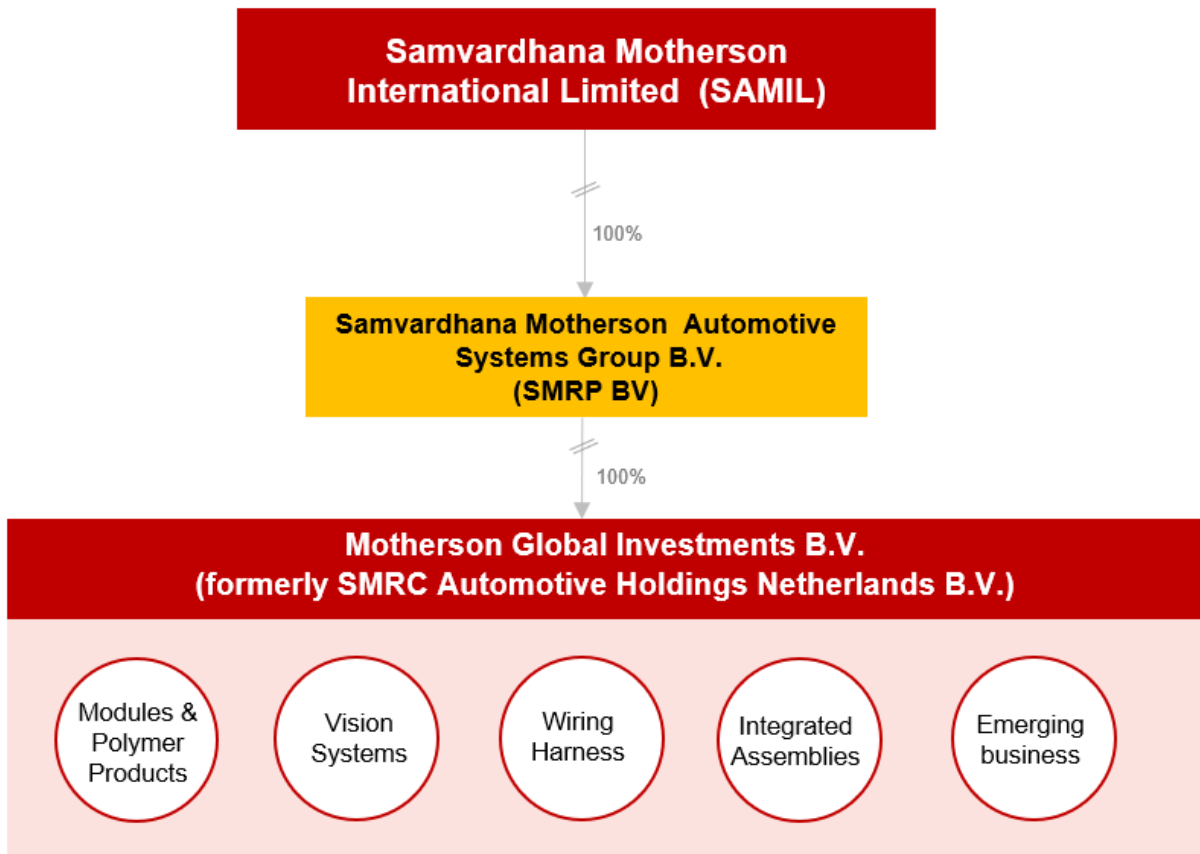 Samvardhana Motherson
International Limited (SAMIL)
100%
Samvardhana Motherson Automotive
Systems Group B.V.
(SMRP BV)
100%
Motherson Global Investments B.V.
(formerly SMRC Automotive Holdings Netherlands B.V.)
Modules &
Polymer
Products
Vision
Systems
Wiring
Harness
Integrated
Assemblies
Emerging
business